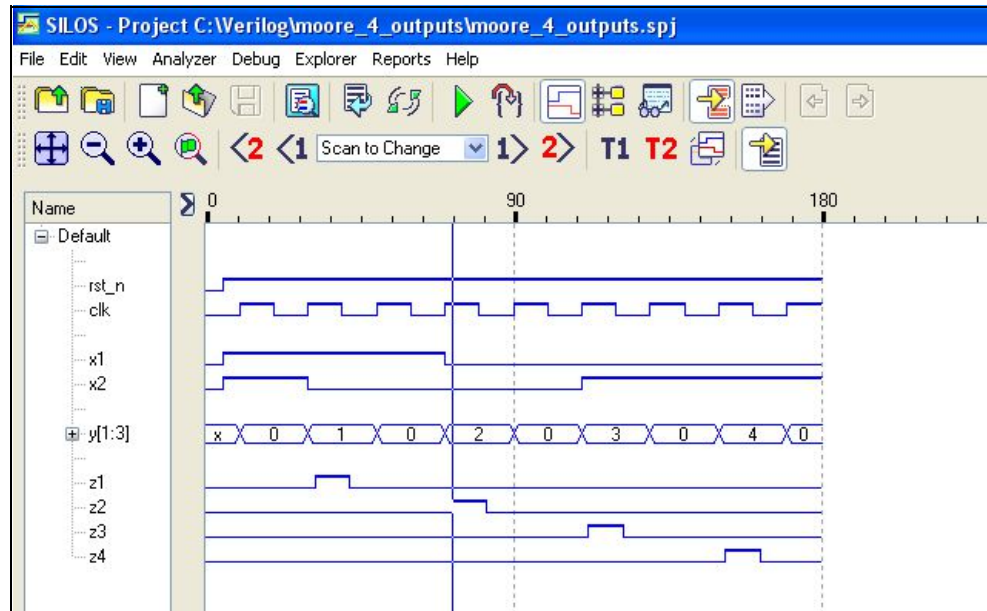 SILOS - Project C:\Verilog\moore_4_outputs\moore_4_outputs.spj
File Edit View Analyzer Debug Explorer Reports Help
2 1 Scan to Change 1 2 T1 T2
Name 0 90 180
Default
rst_n
clk
x1
x2
y[1:3] x 0 1 0 2 0 3 0 4 0
z1
z2
z3
z4